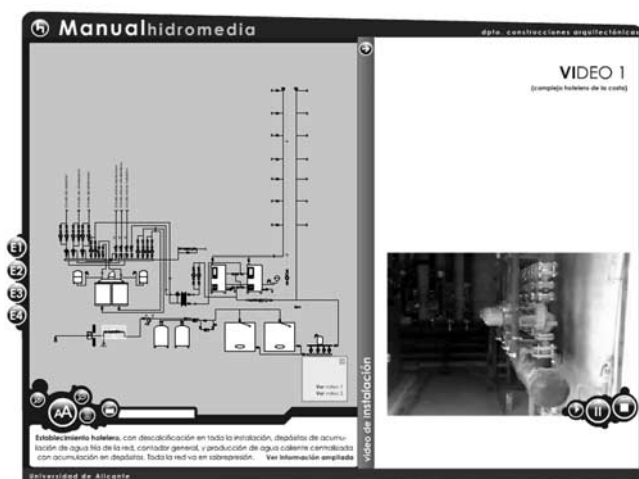 Manualhidromedia
dpto. construcciones arquitectónicas
VIDEO 1
(complejo hotelero de la costa)
E1
E2
E3
E4
Ver vídeo 1
Ver vídeo 2
vídeo de instalación
AA
Establecimiento hotelero, con descalcificación en toda la instalación, depósitos de acumu-
lación de agua fría de la red, contador general, y producción de agua caliente centralizada
con acumulación en depósitos. Toda la red va en sobrepresión. Ver información ampliada
Universidad de Alicante